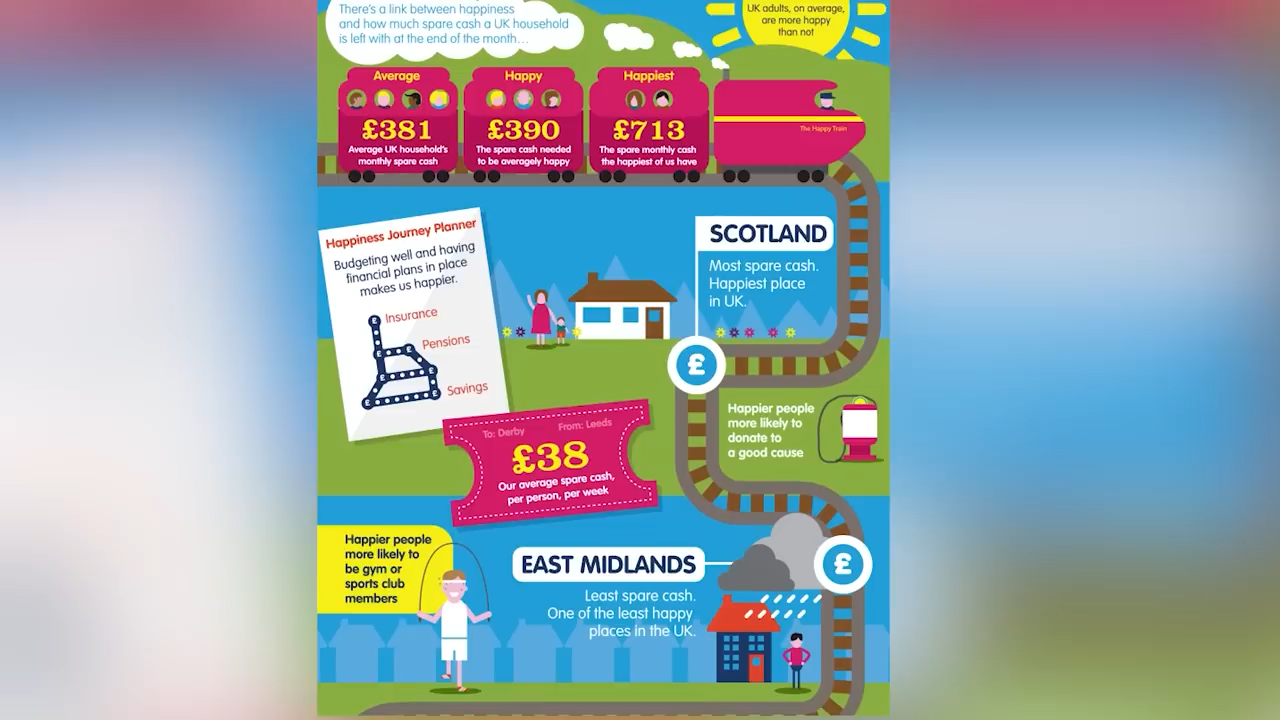 There's a link between happiness
and how much spare cash a UK household
is left with at the end of the month...
UK adults, on average,
are more happy
than not
Average
£381
Average UK household's
monthly spare cash
Happy
£390
The spare cash needed
to be averagely happy
Happiest
£713
The spare monthly cash
the happiest of us have
The Happy Train
Happiness Journey Planner
Budgeting well and having
financial plans in place
makes us happier.
Insurance
Pensions
Savings
SCOTLAND
Most spare cash.
Happiest place
in UK.
£
Happier people
more likely to
donate to
a good cause
To: Derby From: Leeds
£38
Our average spare cash,
per person, per week
Happier people
more likely to
be gym or
sports club
members
EAST MIDLANDS
Least spare cash.
One of the least happy
places in the UK.
£